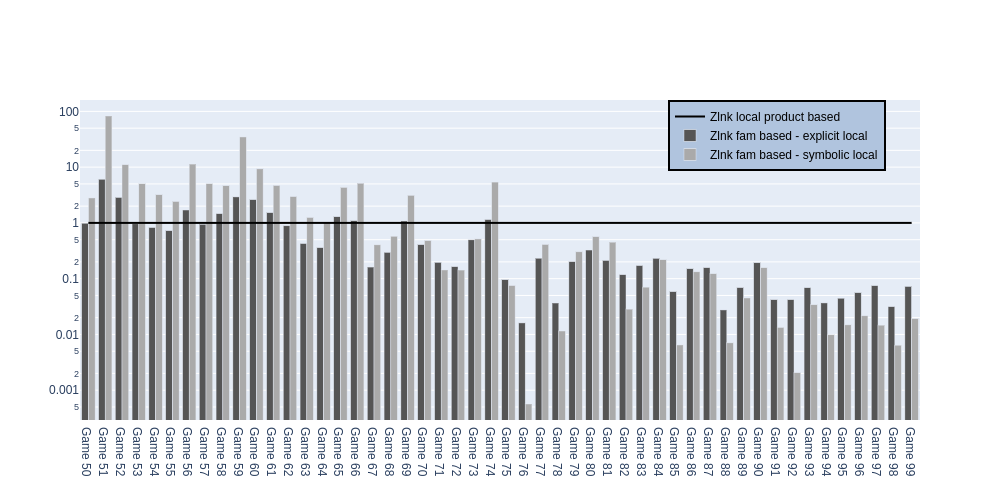 Zlnk local product based
Zlnk fam based - explicit local
Zlnk fam based - symbolic local
100
5
2
10
5
2
1
5
2
0.1
5
2
0.01
5
2
0.001
5
Game 50
Game 51
Game 52
Game 53
Game 54
Game 55
Game 56
Game 57
Game 58
Game 59
Game 60
Game 61
Game 62
Game 63
Game 64
Game 65
Game 66
Game 67
Game 68
Game 69
Game 70
Game 71
Game 72
Game 73
Game 74
Game 75
Game 76
Game 77
Game 78
Game 79
Game 80
Game 81
Game 82
Game 83
Game 84
Game 85
Game 86
Game 87
Game 88
Game 89
Game 90
Game 91
Game 92
Game 93
Game 94
Game 95
Game 96
Game 97
Game 98
Game 99